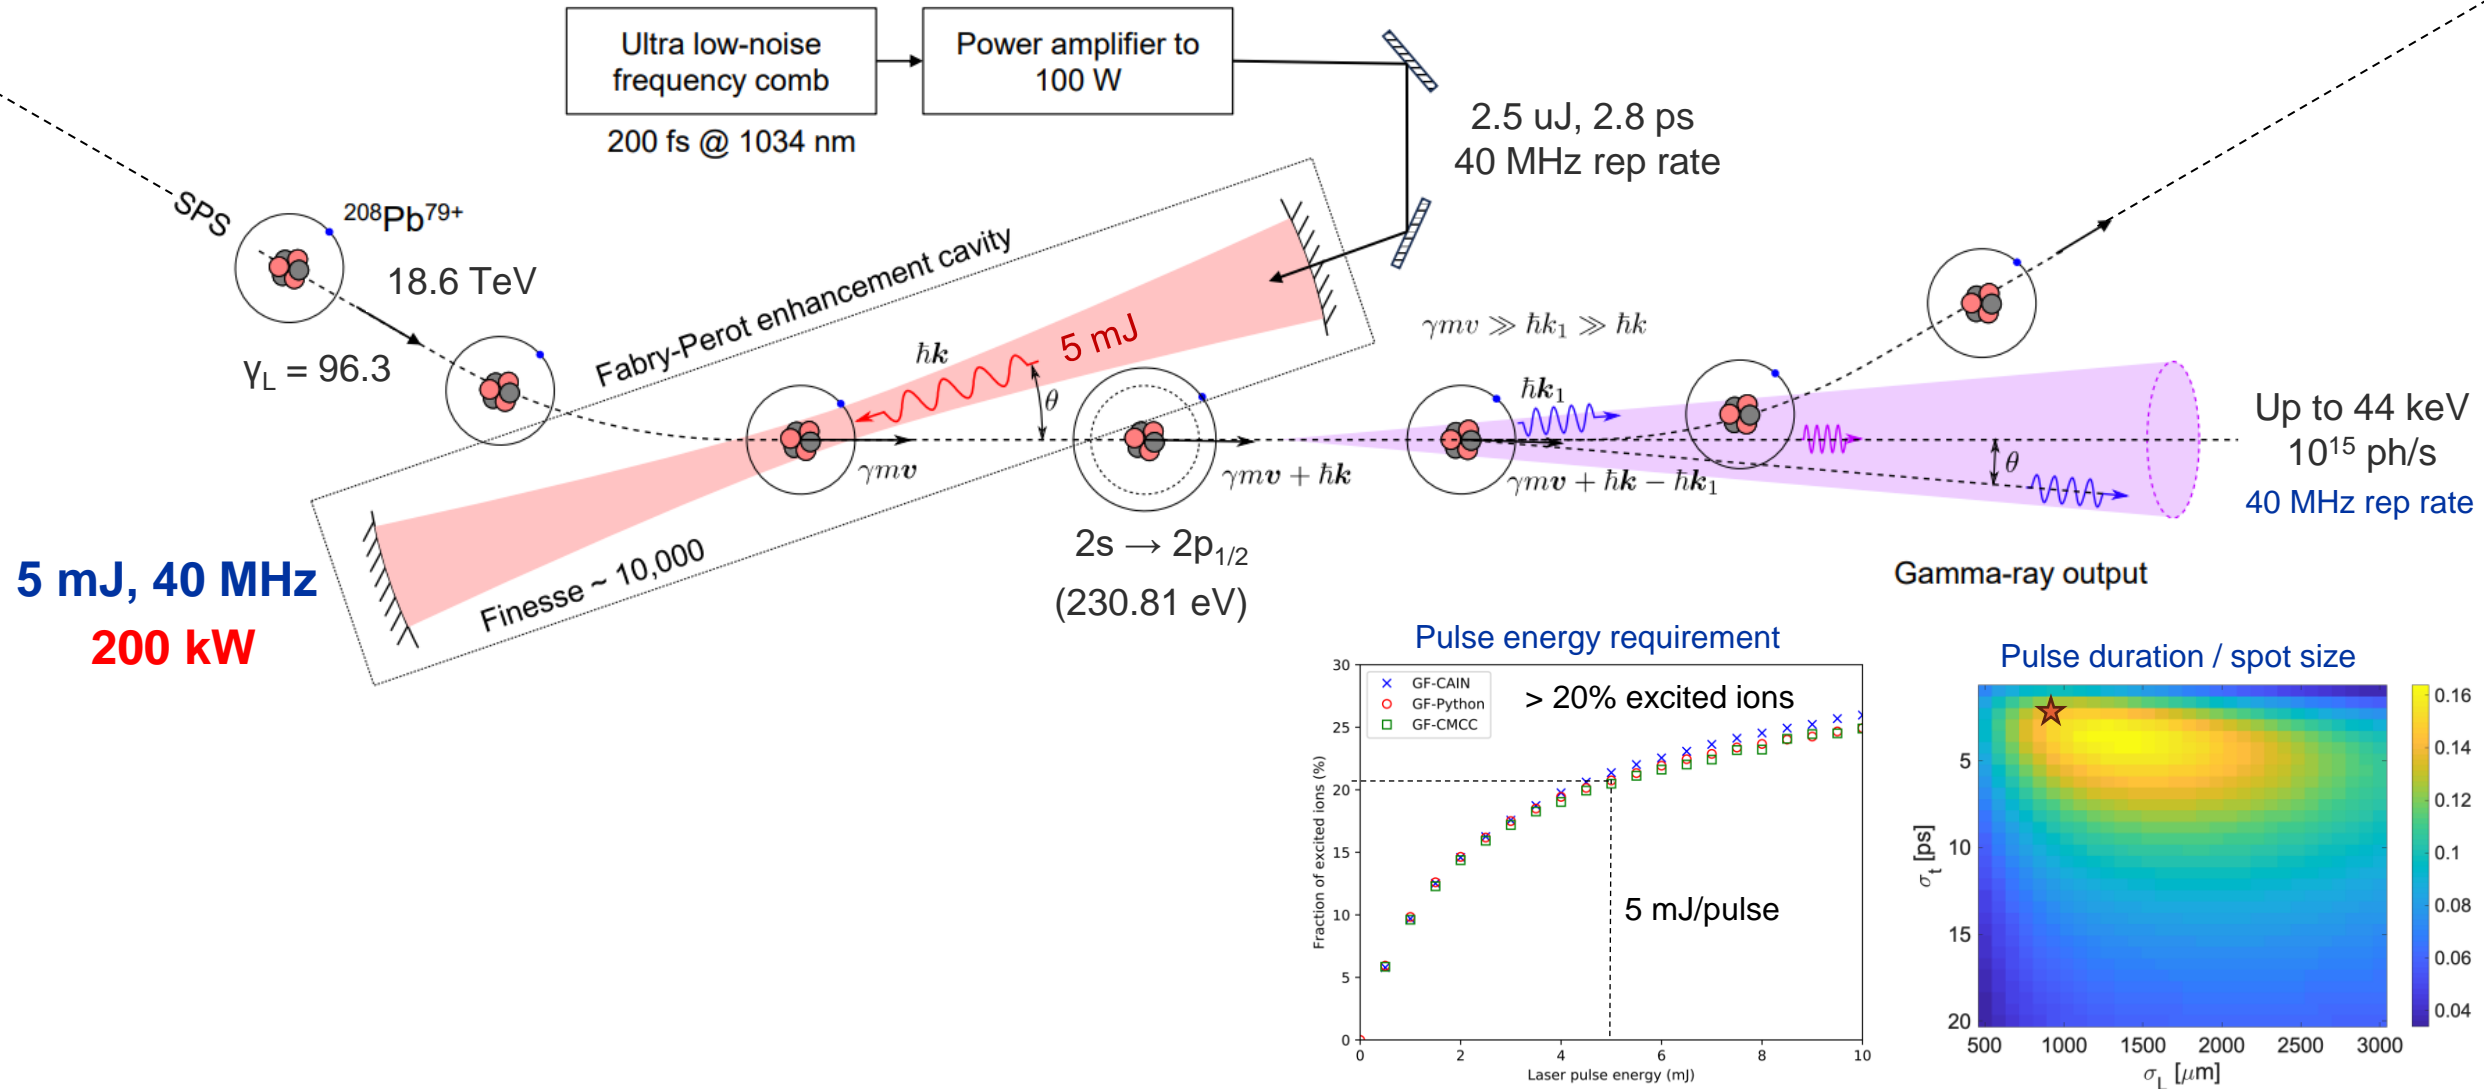 Ultra low-noise
frequency comb
Power amplifier to
100 W
200 fs @ 1034 nm
2.5 uJ, 2.8 ps
40 MHz rep rate
SPS
²⁰⁸Pb⁷⁹⁺
18.6 TeV
γ_L = 96.3
Fabry-Perot enhancement cavity
ħk
5 mJ
θ
γmv ≫ ħk₁ ≫ ħk
ħk₁
γmv
γmv + ħk
γmv + ħk − ħk₁
θ
Up to 44 keV
10¹⁵ ph/s
40 MHz rep rate
2s → 2p₁/₂
(230.81 eV)
Finesse ~ 10,000
5 mJ, 40 MHz
200 kW
Gamma-ray output
Pulse energy requirement
30
25
20
15
10
5
0
Fraction of excited ions (%)
GF-CAIN
GF-Python
GF-CMCC
> 20% excited ions
5 mJ/pulse
0 2 4 6 8 10
Laser pulse energy (mJ)
Pulse duration / spot size
5
10
15
20
σ_t [ps]
500 1000 1500 2000 2500 3000
σ_L [μm]
0.16
0.14
0.12
0.1
0.08
0.06
0.04